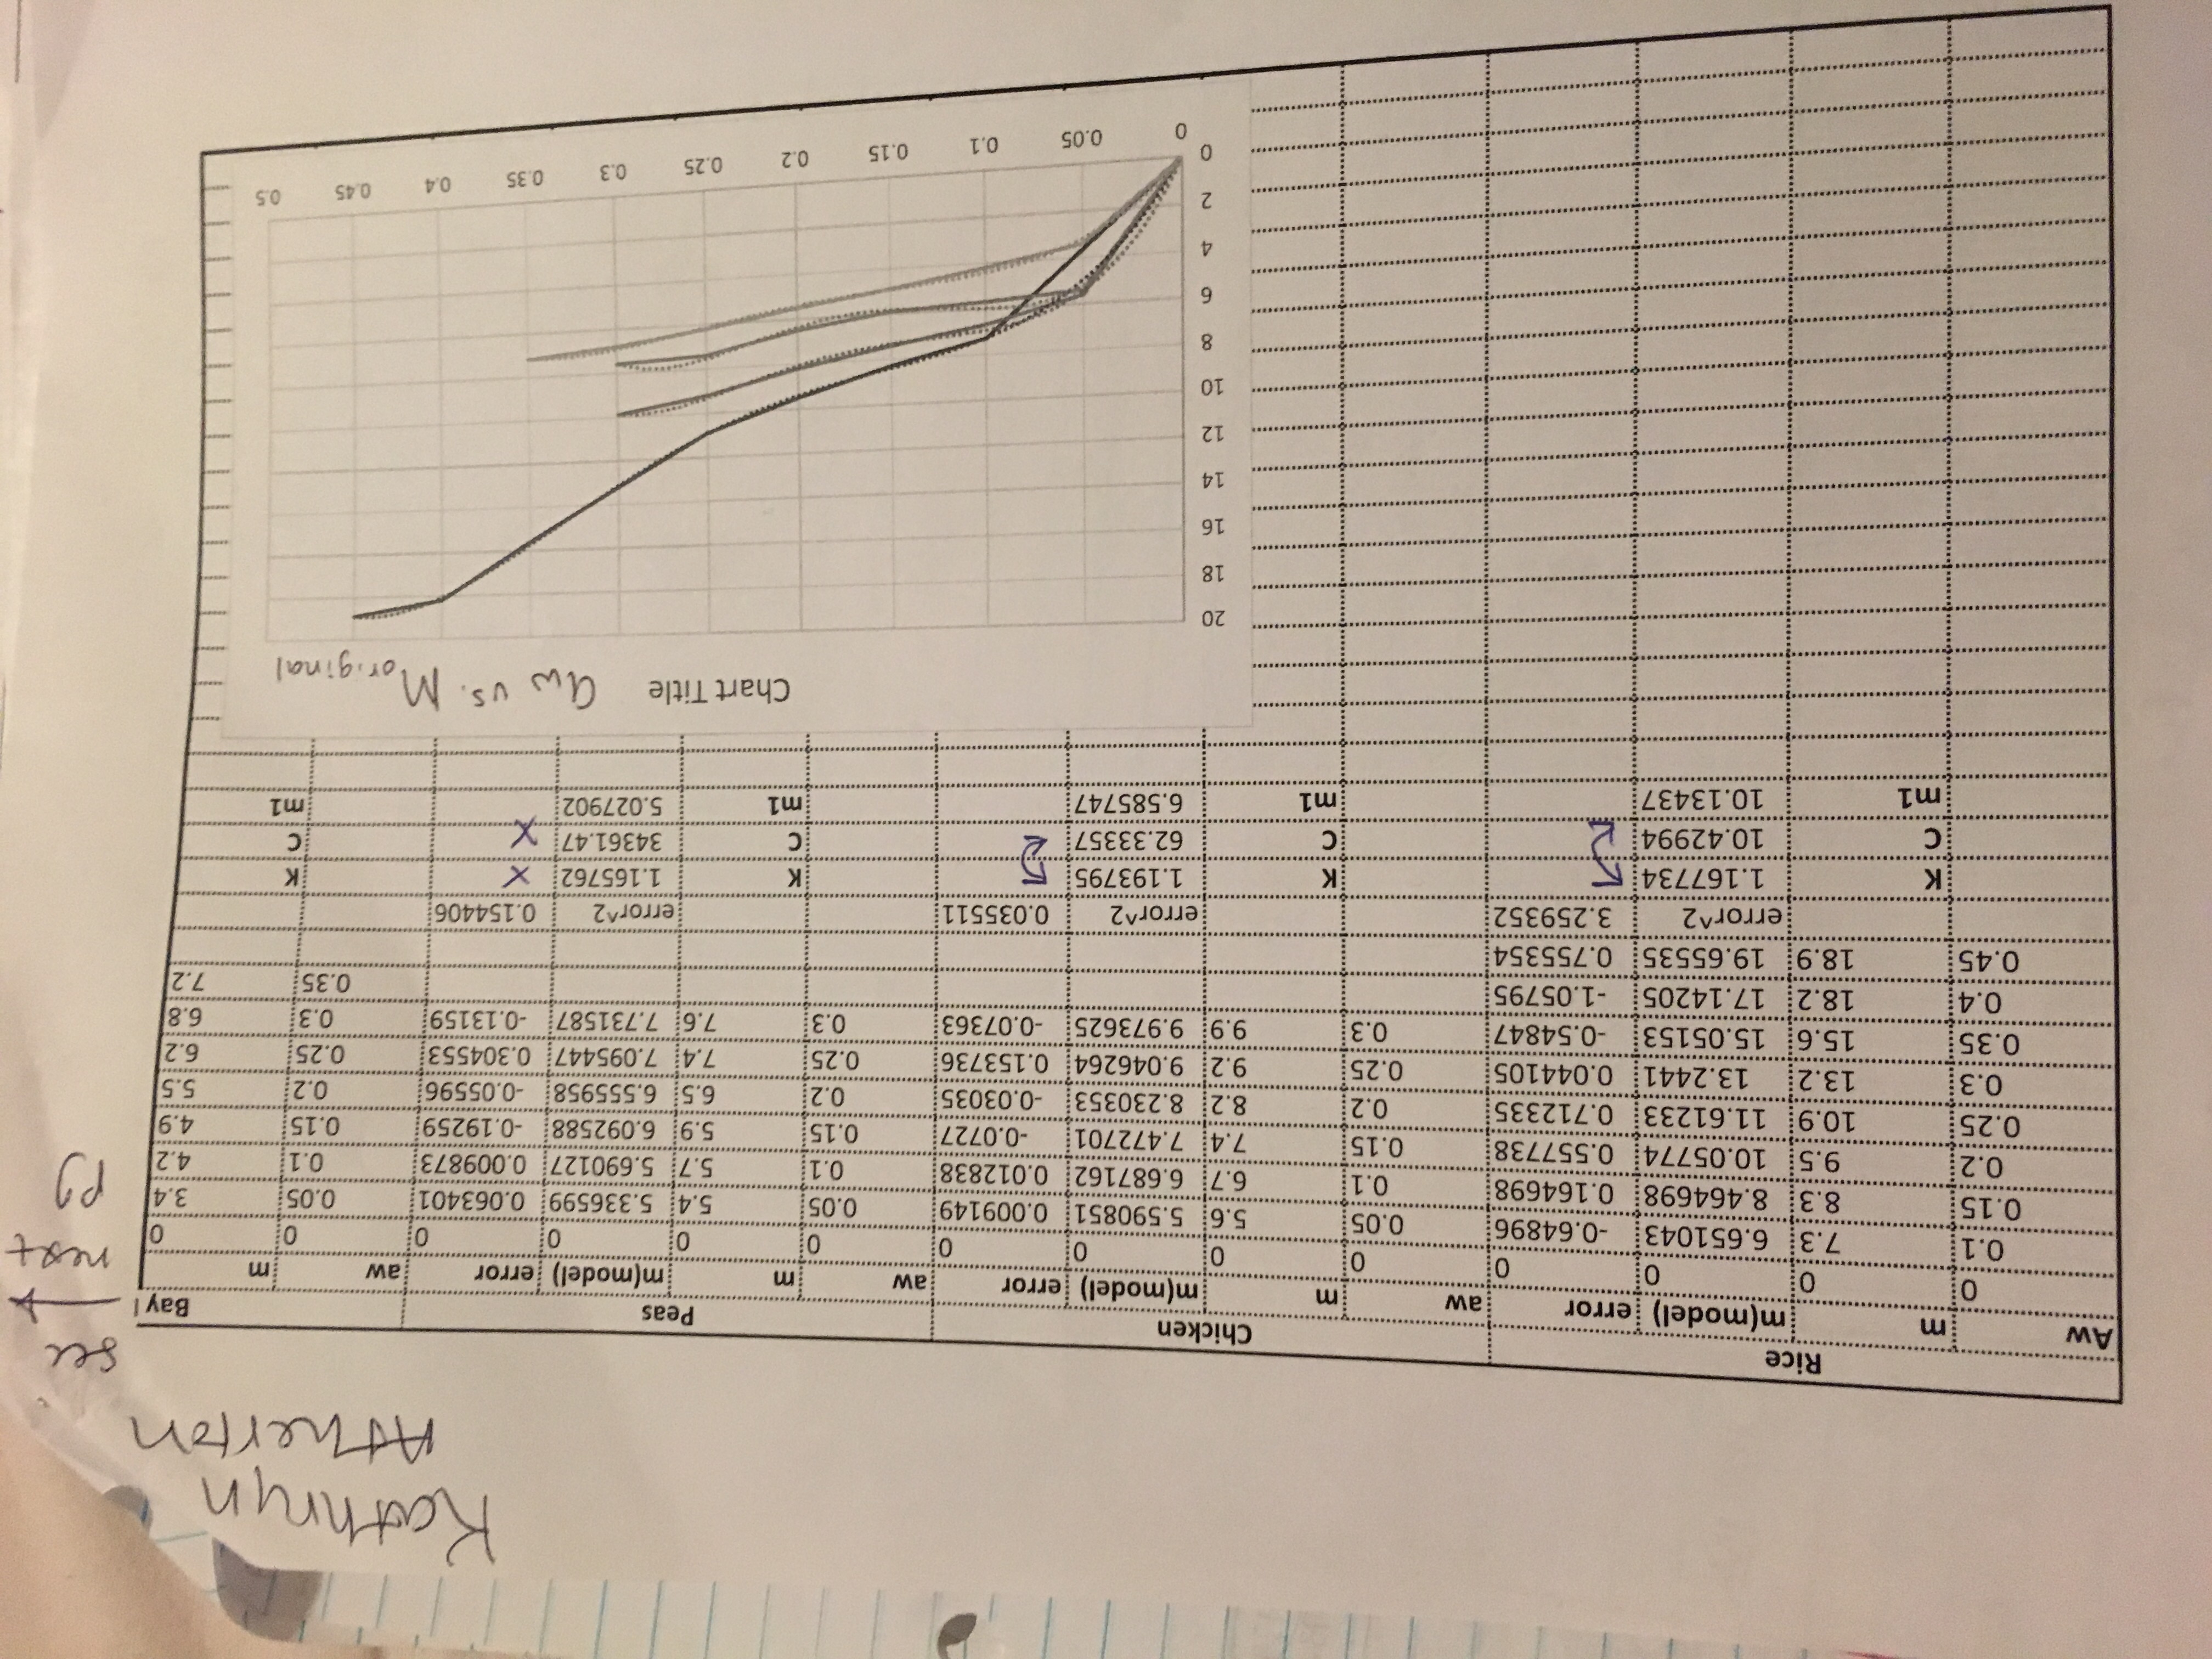 Kathryn
Atherton
see
next
pg
Rice Chicken Peas Bay l
Aw m m(model) error aw m m(model) error aw m m(model) error aw m
0 0 0 0 0 0 0 0 0 0 0 0 0 0
0.1 7.3 6.651043 -0.64896 0.05 5.6 5.590851 0.009149 0.05 5.4 5.336599 0.063401 0.05 3.4
0.15 8.3 8.464698 0.164698 0.1 6.7 6.687162 0.012838 0.1 5.7 5.690127 0.009873 0.1 4.2
0.2 9.5 10.05774 0.557738 0.15 7.4 7.472701 -0.0727 0.15 5.9 6.092588 -0.19259 0.15 4.9
0.25 10.9 11.61233 0.712335 0.2 8.2 8.230353 -0.03035 0.2 6.5 6.555958 -0.05596 0.2 5.5
0.3 13.2 13.24441 0.044105 0.25 9.2 9.046264 0.153736 0.25 7.4 7.095447 0.304553 0.25 6.2
0.35 15.6 15.05153 -0.54847 0.3 9.9 9.973625 -0.07363 0.3 7.6 7.731587 -0.13159 0.3 6.8
0.4 18.2 17.14205 -1.05795 0.35 7.2
0.45 18.9 19.65535 0.755354
error^2 3.259352 error^2 0.035511 error^2 0.154406
K 1.167734 K 1.193795 K 1.165762 X K
C 10.42994 C 62.33357 C 34361.47 X C
m1 10.13437 m1 6.585747 m1 5.027902 m1
Chart Title aw vs. Moriginal
20
18
16
14
12
10
8
6
4
2
0
0 0.05 0.1 0.15 0.2 0.25 0.3 0.35 0.4 0.45 0.5